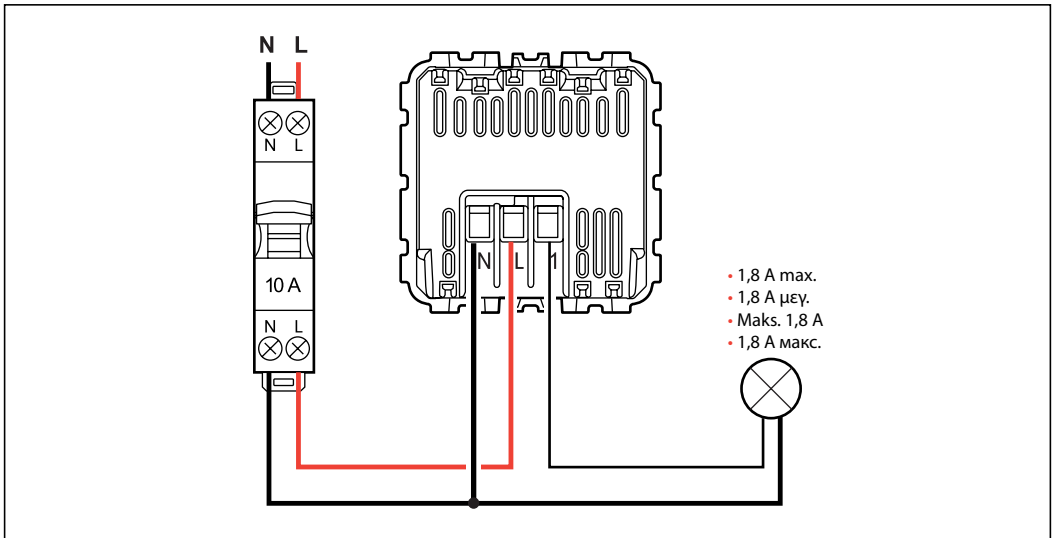 N L
N L
10 A
N L
N L 1
• 1,8 A max.
• 1,8 A μεγ.
• Maks. 1,8 A
• 1,8 A макс.